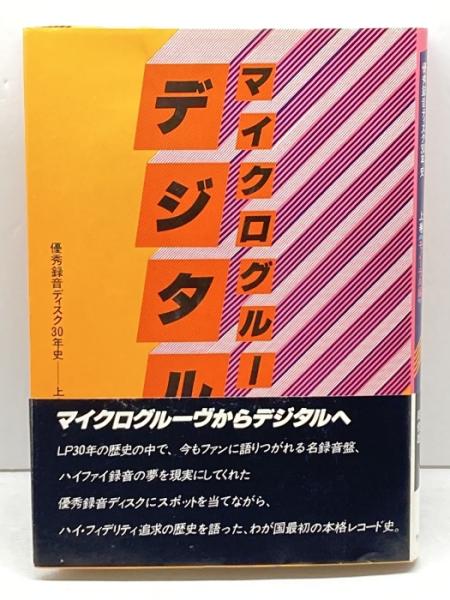 マイクログルー
デジタル
優秀録音ディスク30年史——上
マイクログルーヴからデジタルへ
LP30年の歴史の中で、今もファンに語りつがれる名録音盤、
ハイファイ録音の夢を現実にしてくれた
優秀録音ディスクにスポットを当てながら、
ハイ・フィデリティ追求の歴史を語った、わが国最初の本格レコード史。